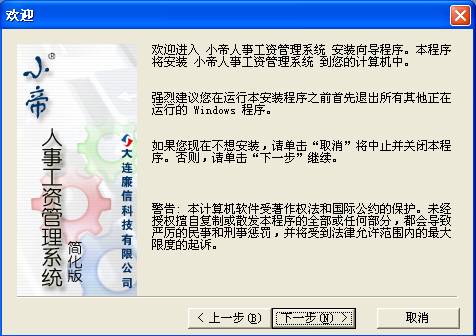 欢迎
欢迎进入 小帝人事工资管理系统 安装向导程序。本程序
将安装 小帝人事工资管理系统 到您的计算机中。
强烈建议您在运行本安装程序之前首先退出所有其他正在
运行的 Windows 程序。
如果您现在不想安装，请单击“取消”将中止并关闭本程
序。否则，请单击“下一步”继续。
警告: 本计算机软件受著作权法和国际公约的保护。未经
授权擅自复制或散发本程序的全部或任何部分，都会导致
严厉的民事和刑事惩罚，并将受到法律允许范围内的最大
限度的起诉。
小帝®
人事工资管理系统
简化版
大连廉信科技有限公司
< 上一步(B)
下一步(N) >
取消